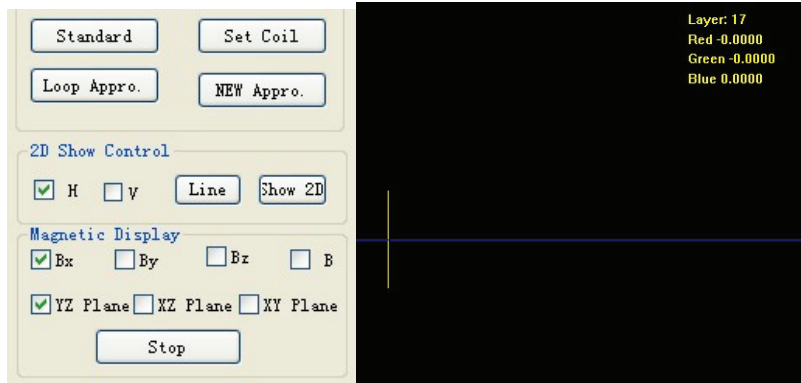 Standard Set Coil
Loop Appro. NEW Appro.
2D Show Control
H V Line Show 2D
Magnetic Display
Bx By Bz B
YZ Plane XZ Plane XY Plane
Stop
Layer: 17
Red -0.0000
Green -0.0000
Blue 0.0000